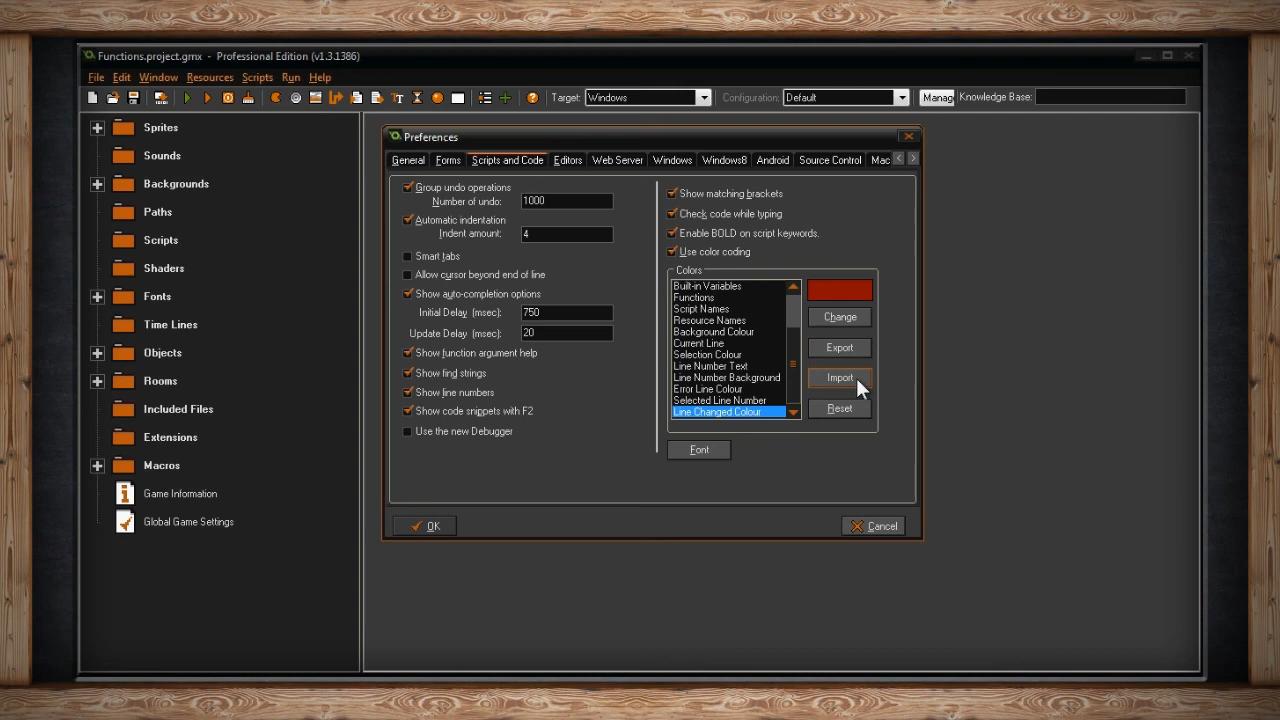 Functions.project.gmx - Professional Edition (v1.3.1386)
File Edit Window Resources Scripts Run Help
Target: Windows Configuration: Default Manag Knowledge Base:
Sprites
Sounds
Backgrounds
Paths
Scripts
Shaders
Fonts
Time Lines
Objects
Rooms
Included Files
Extensions
Macros
Game Information
Global Game Settings
Preferences
General Forms Scripts and Code Editors Web Server Windows Windows8 Android Source Control Mac
Group undo operations
Number of undo: 1000
Automatic indentation
Indent amount: 4
Smart tabs
Allow cursor beyond end of line
Show auto-completion options
Initial Delay (msec): 750
Update Delay (msec): 20
Show function argument help
Show find strings
Show line numbers
Show code snippets with F2
Use the new Debugger
Show matching brackets
Check code while typing
Enable BOLD on script keywords.
Use color coding
Colors
Built-in Variables
Functions
Script Names
Resource Names
Background Colour
Current Line
Selection Colour
Line Number Text
Line Number Background
Error Line Colour
Selected Line Number
Line Changed Colour
Change
Export
Import
Reset
Font
OK
Cancel